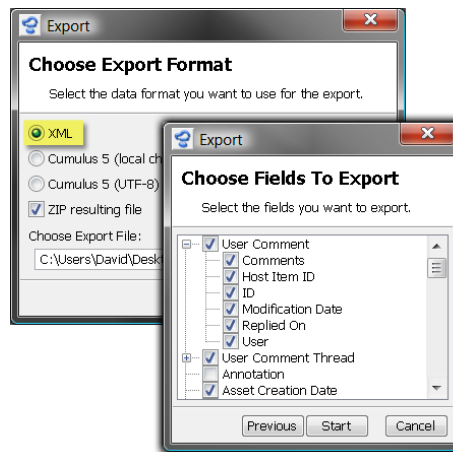 Export
Choose Export Format
Select the data format you want to use for the export.
XML
Cumulus 5 (local ch
Cumulus 5 (UTF-8)
ZIP resulting file
Choose Export File:
C:\Users\David\Deskt
Export
Choose Fields To Export
Select the fields you want to export.
User Comment
Comments
Host Item ID
ID
Modification Date
Replied On
User
User Comment Thread
Annotation
Asset Creation Date
Previous Start Cancel